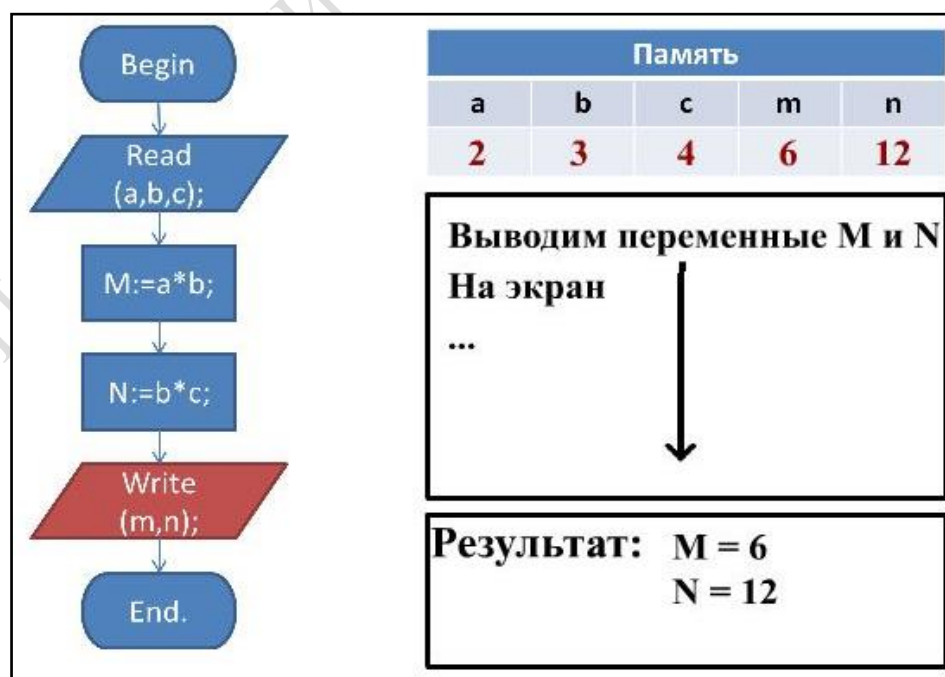 Begin
Read
(a,b,c);
M:=a*b;
N:=b*c;
Write
(m,n);
End.
Память
a b c m n
2 3 4 6 12
Выводим переменные M и N
На экран
...
Результат: M = 6
N = 12